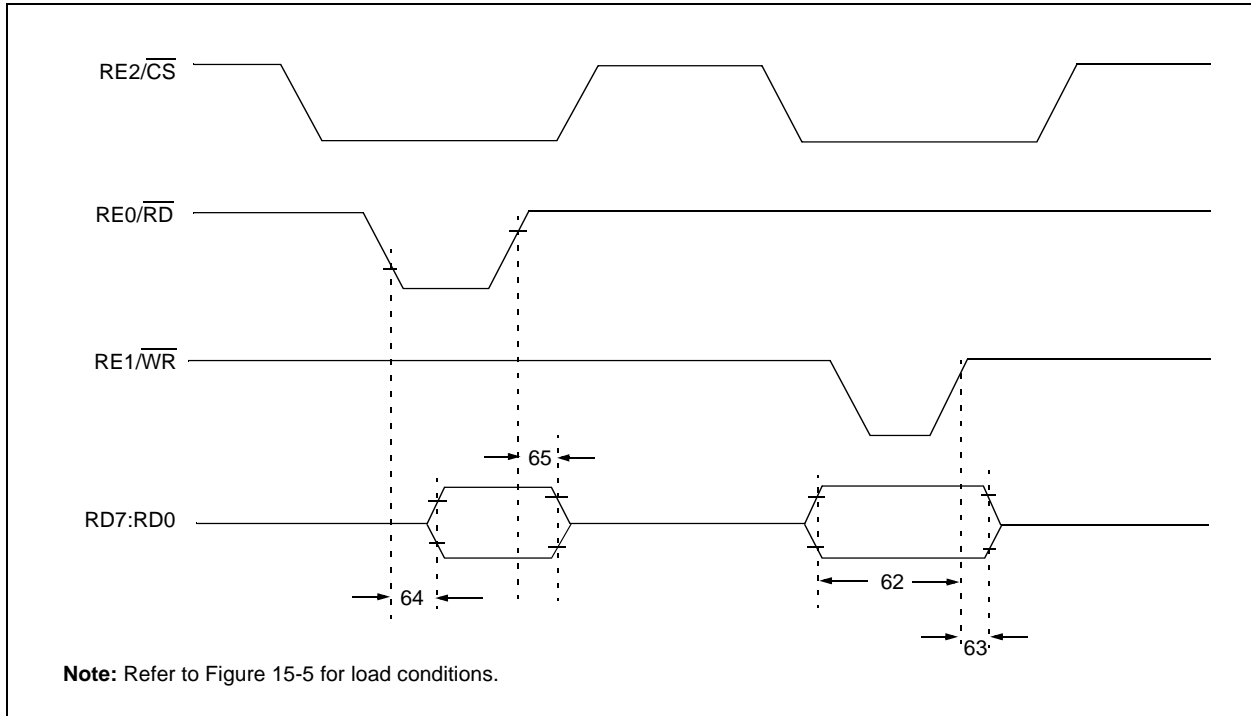 RE2/CS
RE0/RD
RE1/WR
65
RD7:RD0
62
64
63
Note: Refer to Figure 15-5 for load conditions.